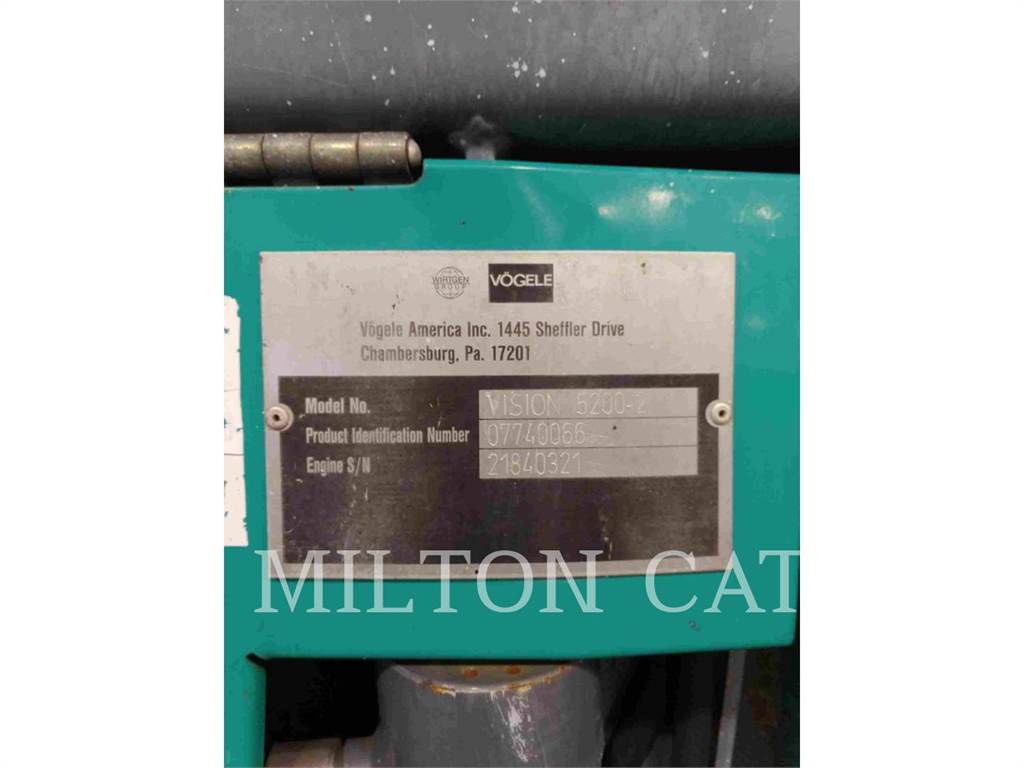 WIRTGEN GROUP
VÖGELE
Vögele America Inc. 1445 Sheffler Drive
Chambersburg, Pa. 17201
Model No. VISION 5200-2
Product Identification Number 07740066
Engine S/N 21840321
MILTON CAT